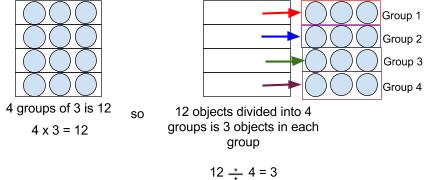 Group 1
Group 2
Group 3
Group 4
4 groups of 3 is 12
4 x 3 = 12
so
12 objects divided into 4
groups is 3 objects in each
group
12 ÷ 4 = 3